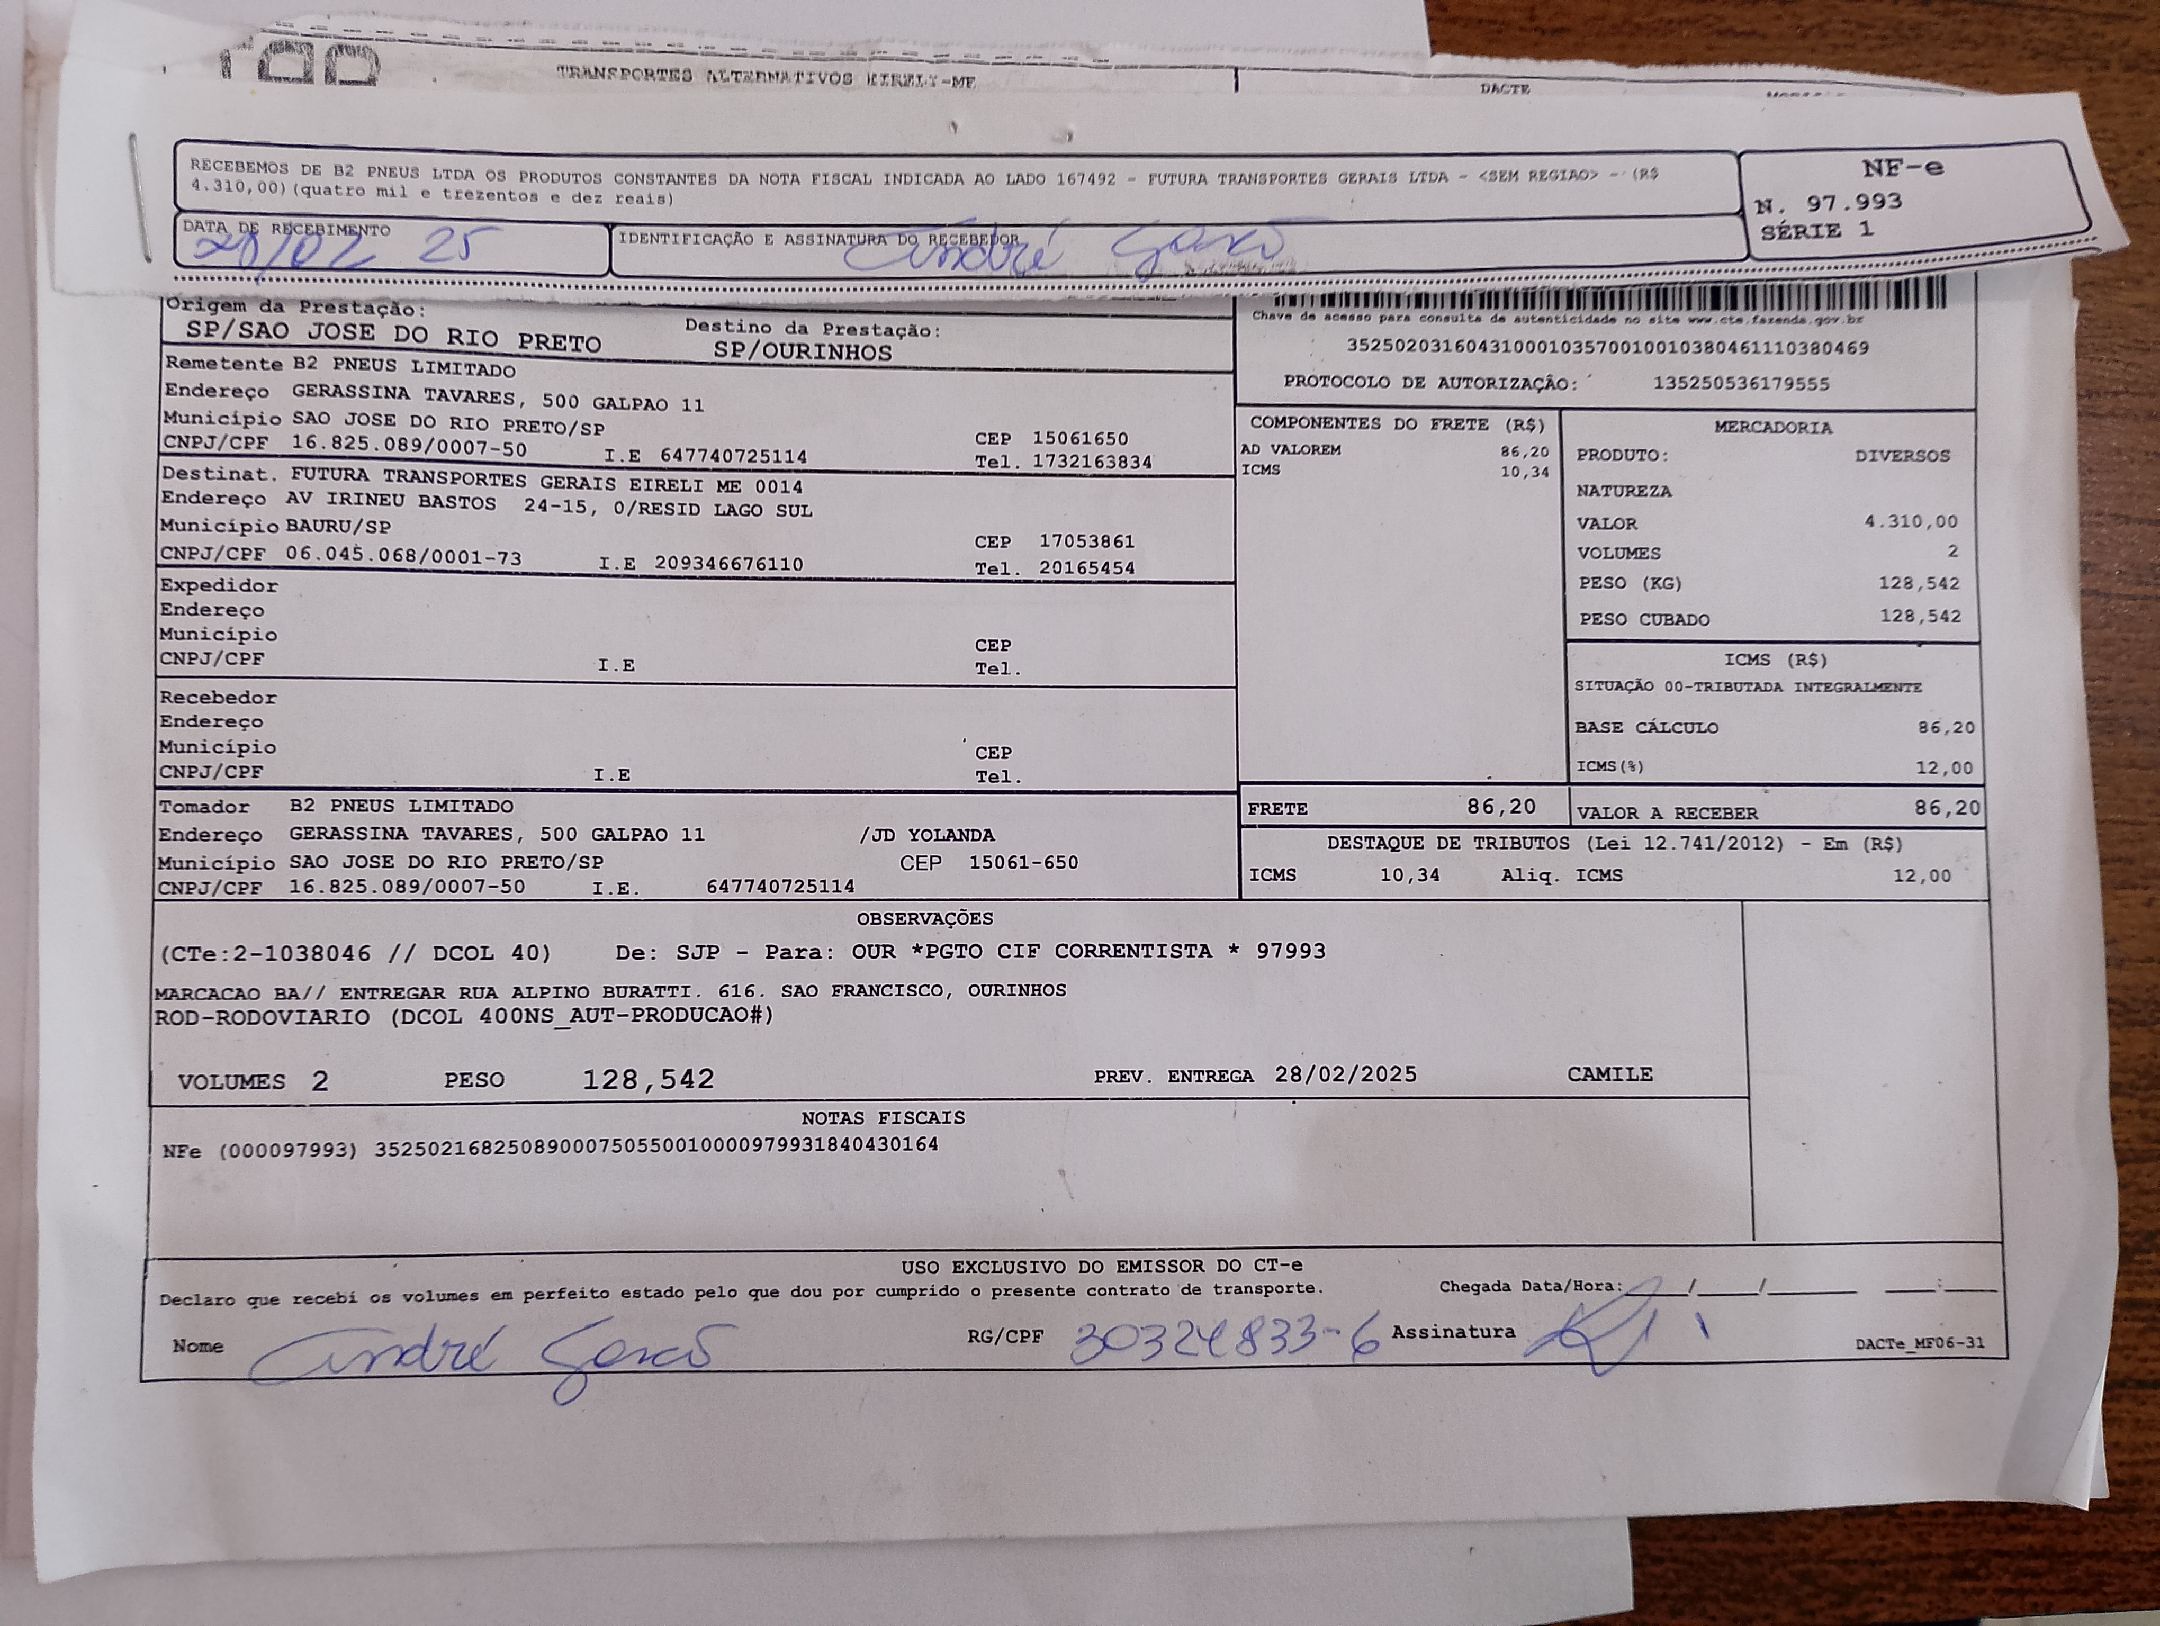 TRANSPORTES ALTERNATIVOS EIRELI-ME
DACTE
RECEBEMOS DE B2 PNEUS LTDA OS PRODUTOS CONSTANTES DA NOTA FISCAL INDICADA AO LADO 167492 - FUTURA TRANSPORTES GERAIS LTDA - <SEM REGIAO> - (R$
4.310,00) (quatro mil e trezentos e dez reais)
NF-e
N. 97.993
SÉRIE 1
DATA DE RECEBIMENTO
28/02 25
IDENTIFICAÇÃO E ASSINATURA DO RECEBEDOR
André
Origem da Prestação:
SP/SAO JOSE DO RIO PRETO
Destino da Prestação:
SP/OURINHOS
Chave de acesso para consulta de autenticidade no site www.cte.fazenda.gov.br
35250203160431000103570010010380461110380469
PROTOCOLO DE AUTORIZAÇÃO: 135250536179555
Remetente B2 PNEUS LIMITADO
Endereço GERASSINA TAVARES, 500 GALPAO 11
Município SAO JOSE DO RIO PRETO/SP
CEP 15061650
CNPJ/CPF 16.825.089/0007-50 I.E 647740725114 Tel. 1732163834
Destinat. FUTURA TRANSPORTES GERAIS EIRELI ME 0014
Endereço AV IRINEU BASTOS 24-15, 0/RESID LAGO SUL
Município BAURU/SP
CEP 17053861
CNPJ/CPF 06.045.068/0001-73 I.E 209346676110 Tel. 20165454
Expedidor
Endereço
Município
CEP
CNPJ/CPF I.E Tel.
Recebedor
Endereço
Município
CEP
CNPJ/CPF I.E Tel.
Tomador B2 PNEUS LIMITADO
Endereço GERASSINA TAVARES, 500 GALPAO 11 /JD YOLANDA
Município SAO JOSE DO RIO PRETO/SP CEP 15061-650
CNPJ/CPF 16.825.089/0007-50 I.E. 647740725114
COMPONENTES DO FRETE (R$)
AD VALOREM 86,20
ICMS 10,34
MERCADORIA
PRODUTO: DIVERSOS
NATUREZA
VALOR 4.310,00
VOLUMES 2
PESO (KG) 128,542
PESO CUBADO 128,542
ICMS (R$)
SITUAÇÃO 00-TRIBUTADA INTEGRALMENTE
BASE CÁLCULO 86,20
ICMS(%) 12,00
FRETE 86,20
VALOR A RECEBER 86,20
DESTAQUE DE TRIBUTOS (Lei 12.741/2012) - Em (R$)
ICMS 10,34 Aliq. ICMS 12,00
OBSERVAÇÕES
(CTe:2-1038046 // DCOL 40) De: SJP - Para: OUR *PGTO CIF CORRENTISTA * 97993
MARCACAO BA// ENTREGAR RUA ALPINO BURATTI. 616. SAO FRANCISCO, OURINHOS
ROD-RODOVIARIO (DCOL 400NS_AUT-PRODUCAO#)
VOLUMES 2 PESO 128,542 PREV. ENTREGA 28/02/2025 CAMILE
NOTAS FISCAIS
NFe (000097993) 35250216825089000750550010000979931840430164
USO EXCLUSIVO DO EMISSOR DO CT-e
Declaro que recebi os volumes em perfeito estado pelo que dou por cumprido o presente contrato de transporte.
Chegada Data/Hora: ____/____/______ ____:____
Nome André
RG/CPF 30324833-6
Assinatura
DACTe_MF06-31